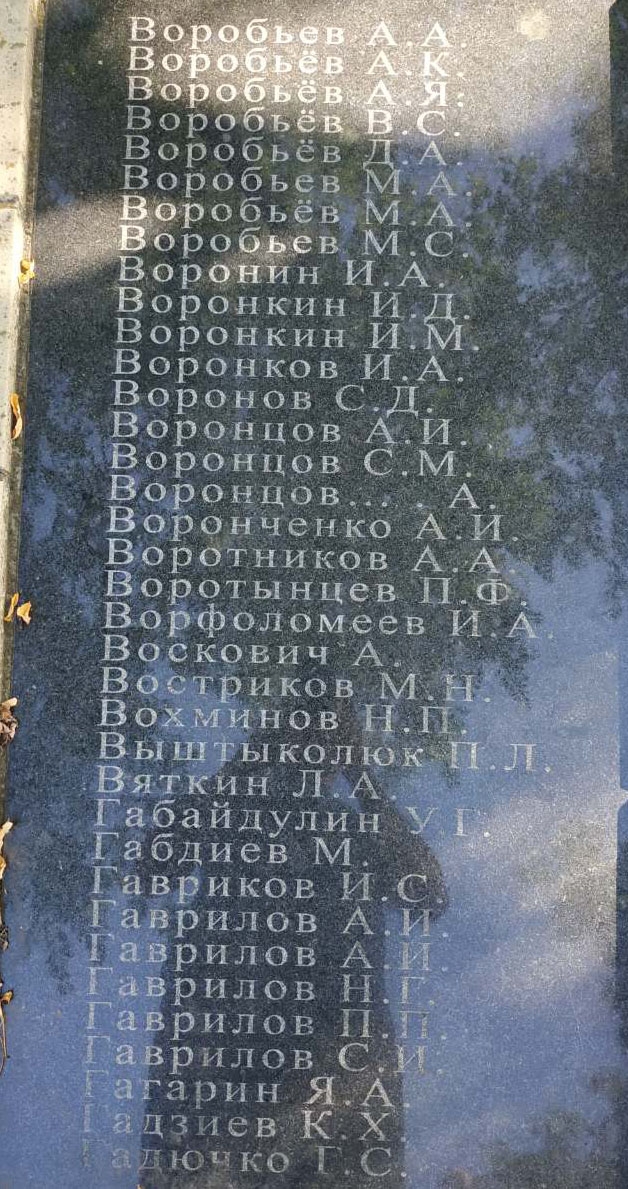 Воробьев А.А.
Воробьёв А.К.
Воробьёв А.Я.
Воробьёв В.С.
Воробьёв Д.А.
Воробьев М.А.
Воробьёв М.А.
Воробьев М.С.
Воронин И.А.
Воронкин И.Д.
Воронкин И.М.
Воронков И.А.
Воронов С.Д.
Воронцов А.И.
Воронцов С.М.
Воронцов.... А.
Воронченко А.И.
Воротников А.А.
Воротынцев П.Ф.
Ворфоломеев И.А.
Воскович А.
Востриков М.Н.
Вохминов Н.П.
Выштыколюк П.Л.
Вяткин Л.А.
Габайдулин У.Г.
Габдиев М.
Гавриков И.С.
Гаврилов А.И.
Гаврилов А.И.
Гаврилов Н.Г.
Гаврилов П.П.
Гаврилов С.И.
Гагарин Я.А.
Гадзиев К.Х.
Гадючко Г.С.